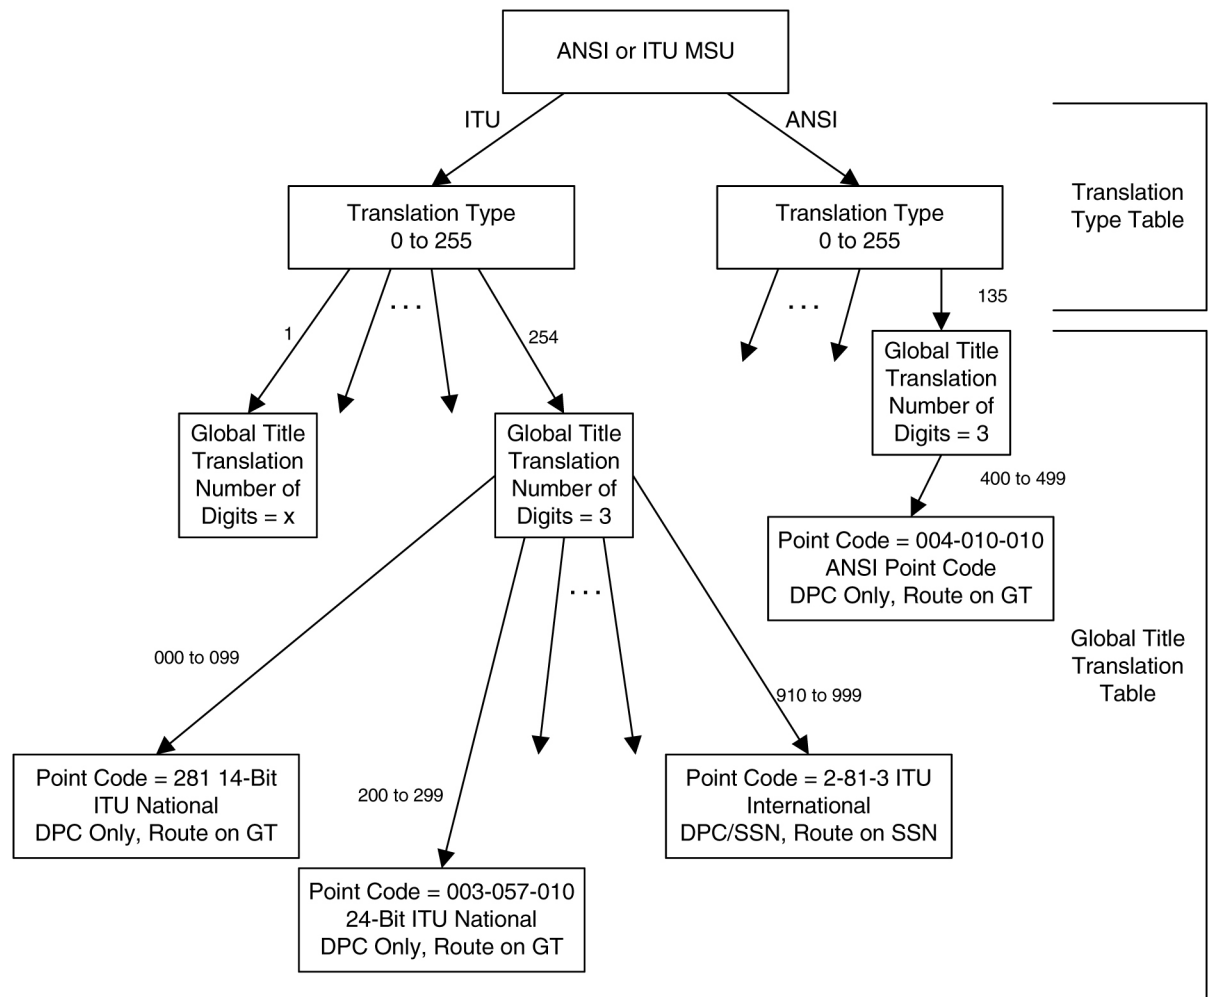 ANSI or ITU MSU
ITU
ANSI
Translation Type
0 to 255
Translation Type
0 to 255
Translation
Type Table
1
. . .
254
. . .
135
Global Title
Translation
Number of
Digits = x
Global Title
Translation
Number of
Digits = 3
Global Title
Translation
Number of
Digits = 3
400 to 499
Point Code = 004-010-010
ANSI Point Code
DPC Only, Route on GT
. . .
000 to 099
200 to 299
910 to 999
Global Title
Translation
Table
Point Code = 281 14-Bit
ITU National
DPC Only, Route on GT
Point Code = 003-057-010
24-Bit ITU National
DPC Only, Route on GT
Point Code = 2-81-3 ITU
International
DPC/SSN, Route on SSN